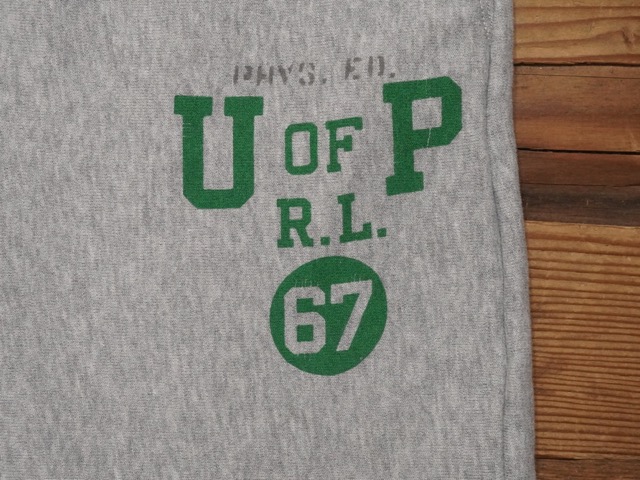 PHYS. ED.
U OF P
R.L.
67